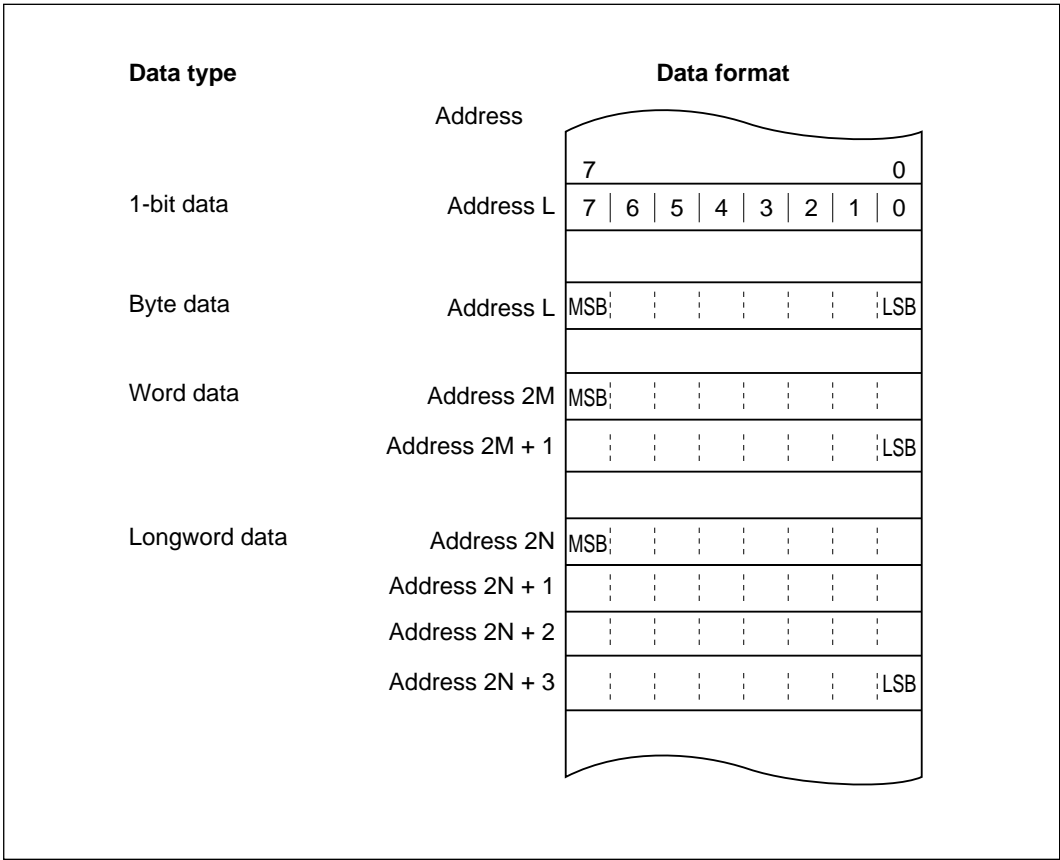 Data type Data format
Address
7 0
1-bit data Address L 7 6 5 4 3 2 1 0
Byte data Address L MSB LSB
Word data Address 2M MSB
Address 2M + 1 LSB
Longword data Address 2N MSB
Address 2N + 1
Address 2N + 2
Address 2N + 3 LSB